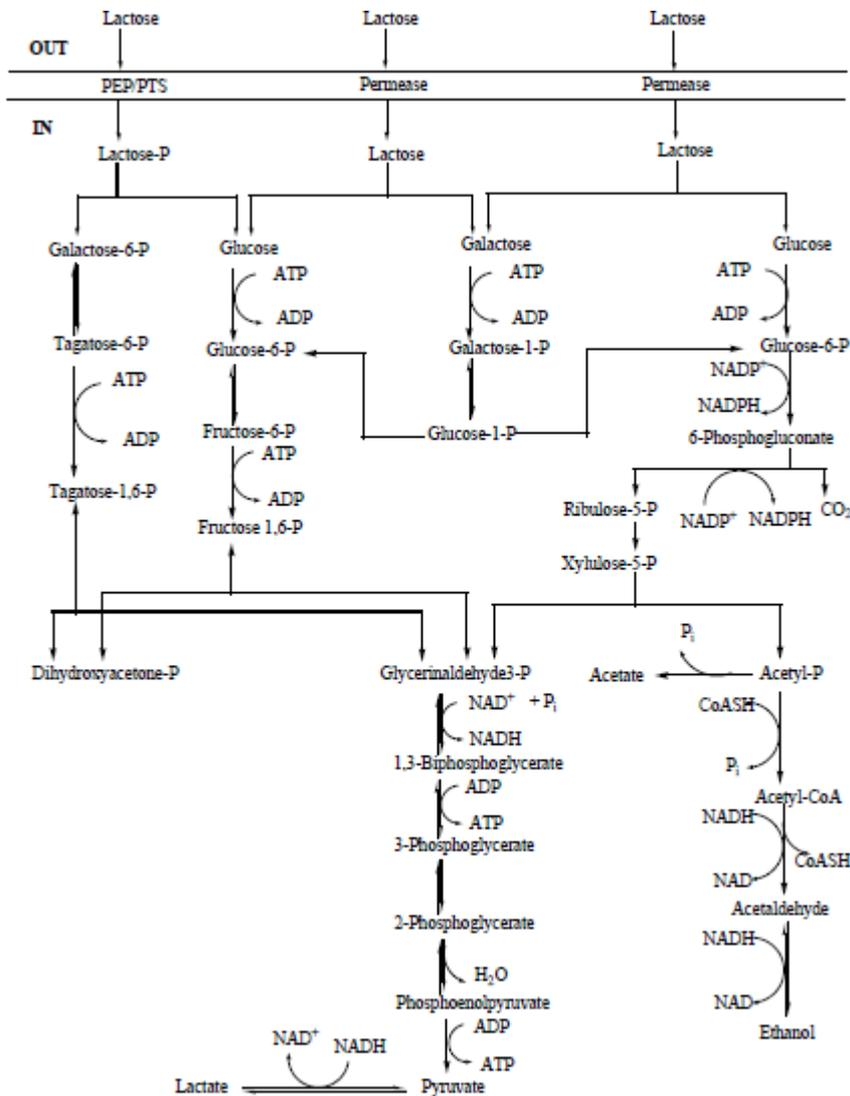 Lactose Lactose Lactose
OUT
PEP/PTS Permease Permease
IN
Lactose-P Lactose Lactose
Galactose-6-P Glucose Galactose Glucose
ATP ATP ATP
ADP ADP ADP
Tagatose-6-P Glucose-6-P Galactose-1-P Glucose-6-P
ATP NADP⁺
ADP NADPH
Fructose-6-P Glucose-1-P 6-Phosphogluconate
ATP
ADP
Tagatose-1,6-P Ribulose-5-P NADP⁺ NADPH CO₂
Fructose 1,6-P
Xylulose-5-P
Pᵢ
Dihydroxyacetone-P Glycerinaldehyde3-P Acetate Acetyl-P
NAD⁺ + Pᵢ CoASH
NADH
1,3-Biphosphoglycerate Pᵢ
ADP Acetyl-CoA
ATP NADH
3-Phosphoglycerate CoASH
NAD
2-Phosphoglycerate Acetaldehyde
NADH
H₂O
Phosphoenolpyruvate NAD
ADP Ethanol
NAD⁺ NADH
ATP
Lactate Pyruvate